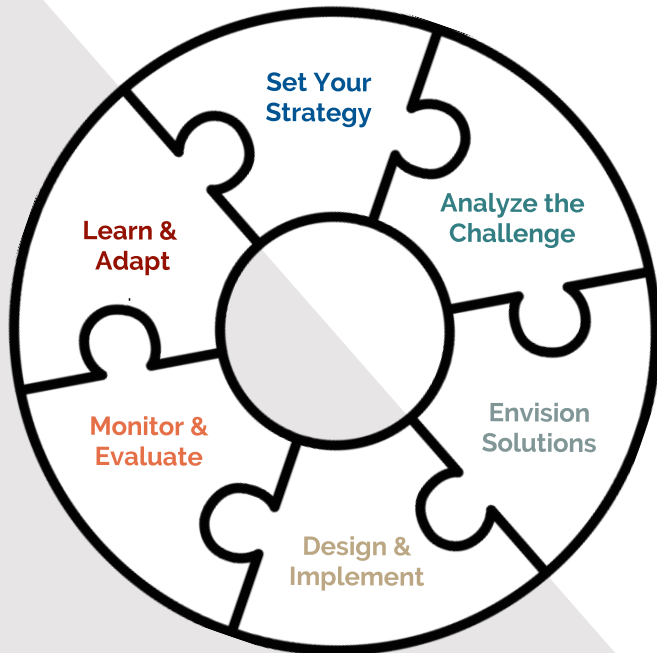 Set Your
Strategy
Analyze the
Challenge
Envision
Solutions
Design &
Implement
Monitor &
Evaluate
Learn &
Adapt